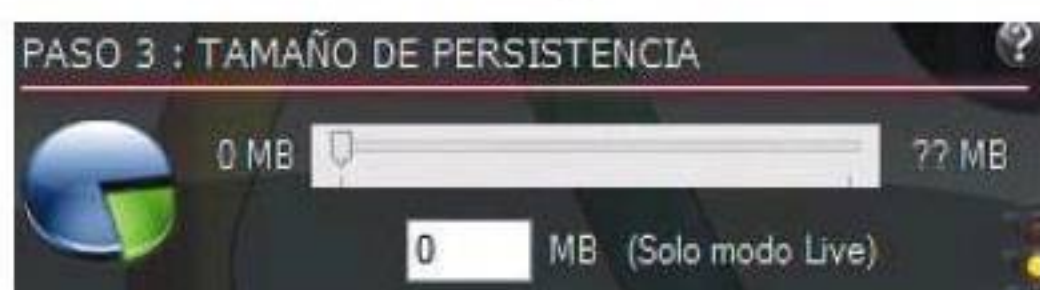 PASO 3 : TAMAÑO DE PERSISTENCIA
?
0 MB ?? MB
0 MB (Solo modo Live)